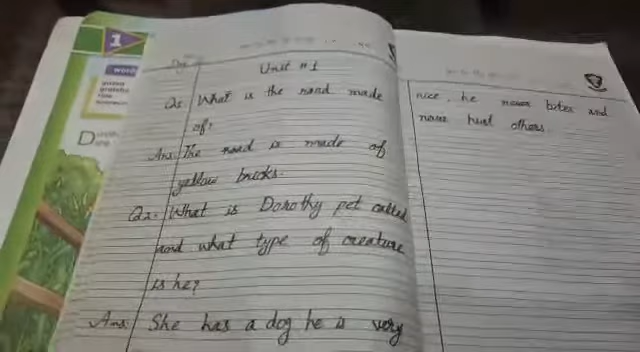 1
word
D
Unit # 1
Q1 What is the road made
of?
Ans: The road is made of
yellow bricks.
Q2. What is Dorothy pet called
and what type of creature
is he?
Ans: She has a dog he is very
nice. he never bites and
never hurt others.